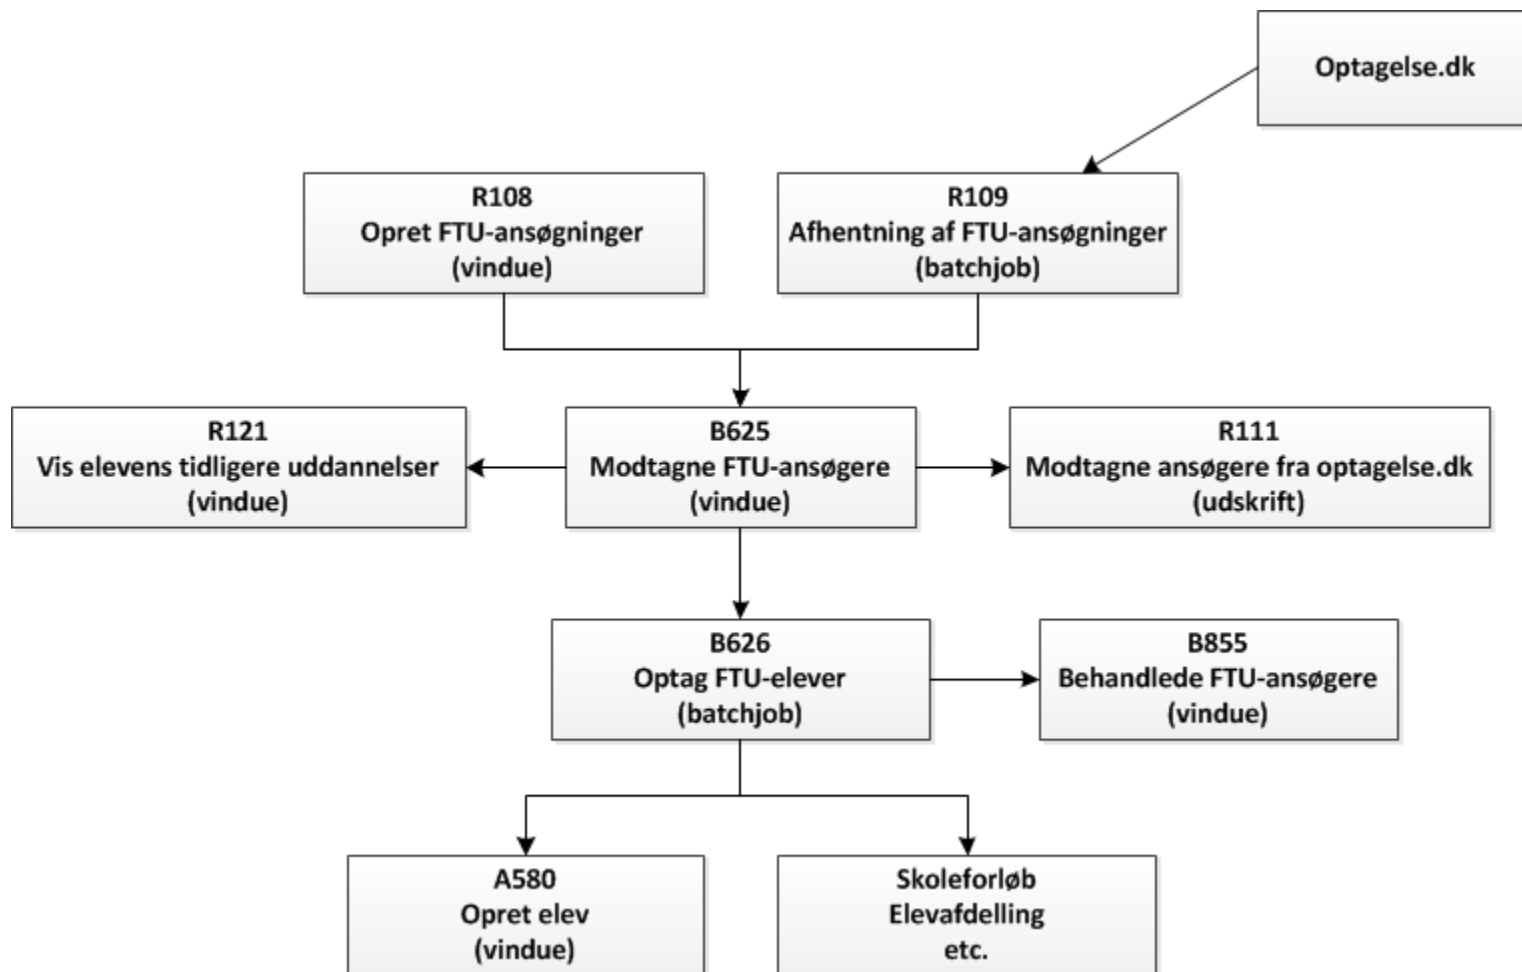 Optagelse.dk
R108
Opret FTU-ansøgninger
(vindue)
R109
Afhentning af FTU-ansøgninger
(batchjob)
R121
Vis elevens tidligere uddannelser
(vindue)
B625
Modtagne FTU-ansøgere
(vindue)
R111
Modtagne ansøgere fra optagelse.dk
(udskrift)
B626
Optag FTU-elever
(batchjob)
B855
Behandlede FTU-ansøgere
(vindue)
A580
Opret elev
(vindue)
Skoleforløb
Elevafdelling
etc.